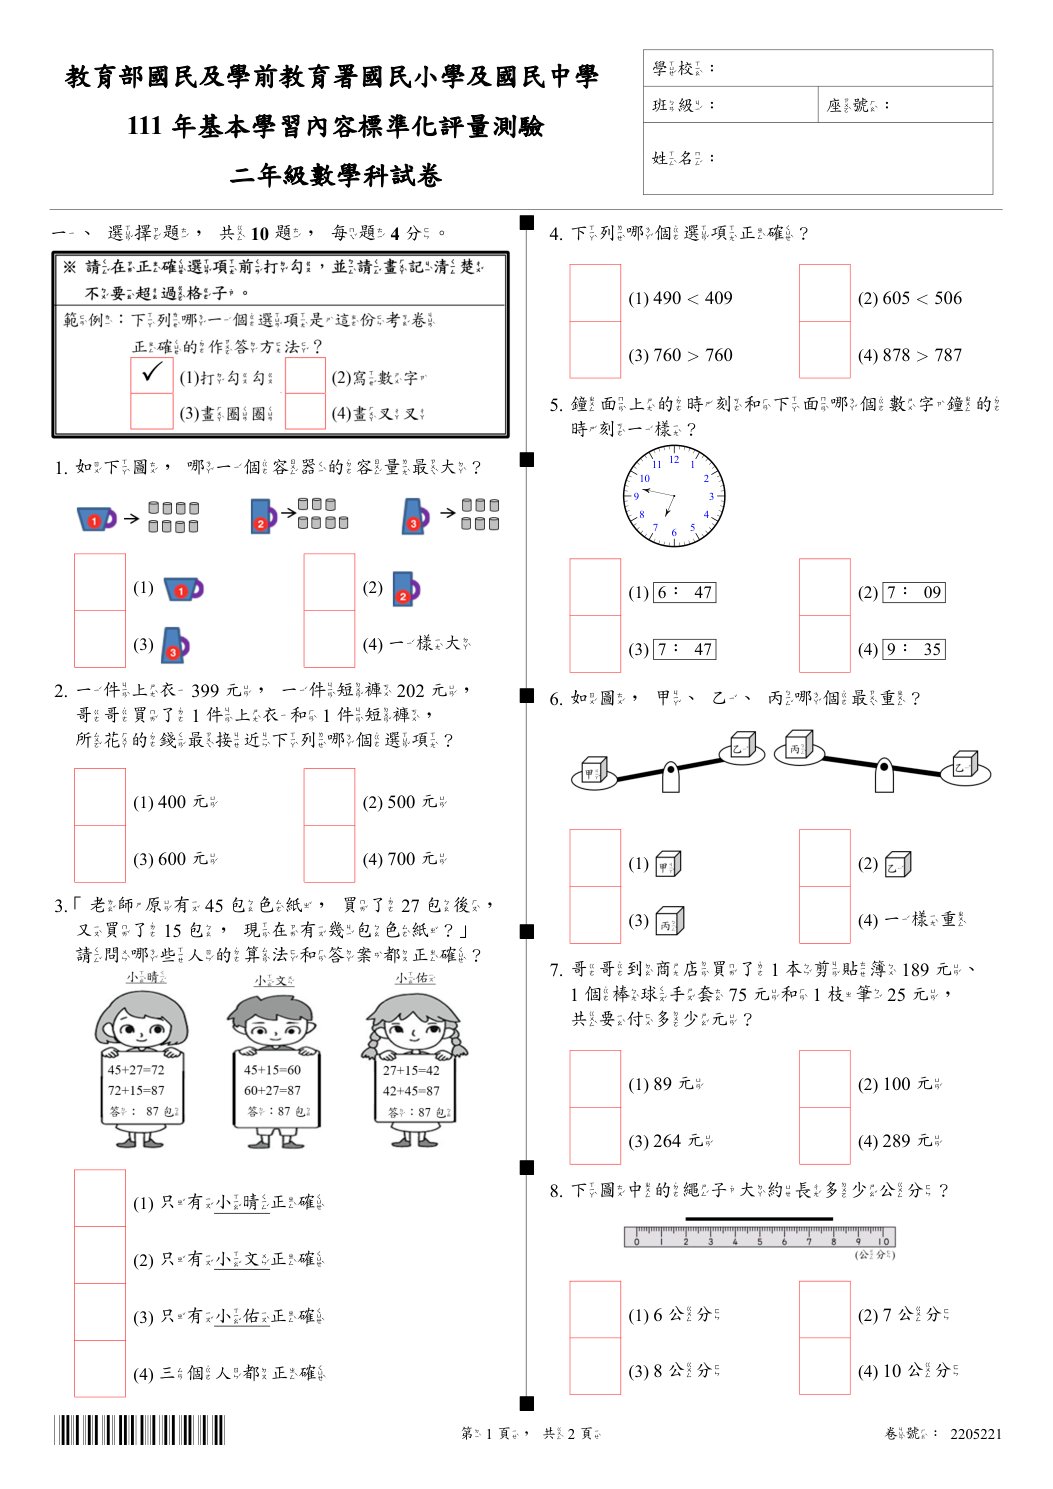 教育部國民及學前教育署國民小學及國民中學
111 年基本學習內容標準化評量測驗
二年級數學科試卷
學校：
班級：
座號：
姓名：
一、 選擇題， 共 10 題， 每題 4 分。
※ 請在正確選項前打勾，並請畫記清楚
不要超過格子。
範例：下列哪一個選項是這份考卷
正確的作答方法？
✓ (1)打勾勾 (2)寫數字
(3)畫圈圈 (4)畫叉叉
1. 如下圖， 哪一個容器的容量最大？
1 → 2 → 3 →
(1) 1 (2) 2
(3) 3 (4) 一樣大
2. 一件上衣 399 元， 一件短褲 202 元，
哥哥買了 1 件上衣和 1 件短褲，
所花的錢最接近下列哪個選項？
(1) 400 元 (2) 500 元
(3) 600 元 (4) 700 元
3.「 老師原有 45 包色紙， 買了 27 包後，
又買了 15 包， 現在有幾包色紙？」
請問哪些人的算法和答案都正確？
小晴 小文 小佑
45+27=72 45+15=60 27+15=42
72+15=87 60+27=87 42+45=87
答： 87 包 答：87 包 答：87 包
(1) 只有小晴正確
(2) 只有小文正確
(3) 只有小佑正確
(4) 三個人都正確
4. 下列哪個選項正確？
(1) 490 < 409 (2) 605 < 506
(3) 760 > 760 (4) 878 > 787
5. 鐘面上的時刻和下面哪個數字鐘的
時刻一樣？
12 1 2 3 4 5 6 7 8 9 10 11
(1) 6： 47 (2) 7： 09
(3) 7： 47 (4) 9： 35
6. 如圖， 甲、 乙、 丙哪個最重？
甲 乙 丙 乙
(1) 甲 (2) 乙
(3) 丙 (4) 一樣重
7. 哥哥到商店買了 1 本剪貼簿 189 元、
1 個棒球手套 75 元和 1 枝筆 25 元，
共要付多少元？
(1) 89 元 (2) 100 元
(3) 264 元 (4) 289 元
8. 下圖中的繩子大約長多少公分？
0 1 2 3 4 5 6 7 8 9 10
(公分)
(1) 6 公分 (2) 7 公分
(3) 8 公分 (4) 10 公分
第 1 頁， 共 2 頁
卷號： 2205221